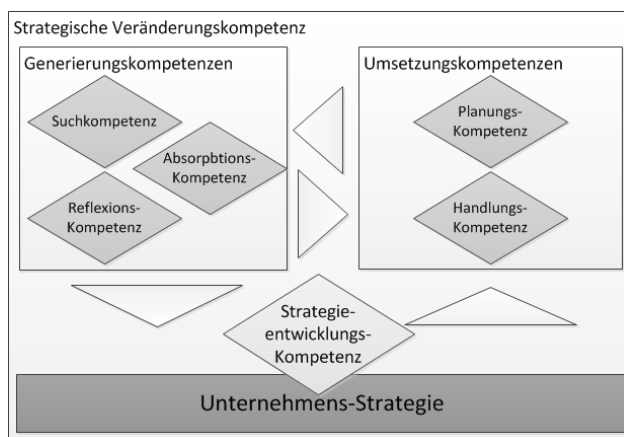 Strategische Veränderungskompetenz
Generierungskompetenzen
Suchkompetenz
Absorpbtions-
Kompetenz
Reflexions-
Kompetenz
Umsetzungskompetenzen
Planungs-
Kompetenz
Handlungs-
Kompetenz
Strategie-
entwicklungs-
Kompetenz
Unternehmens-Strategie